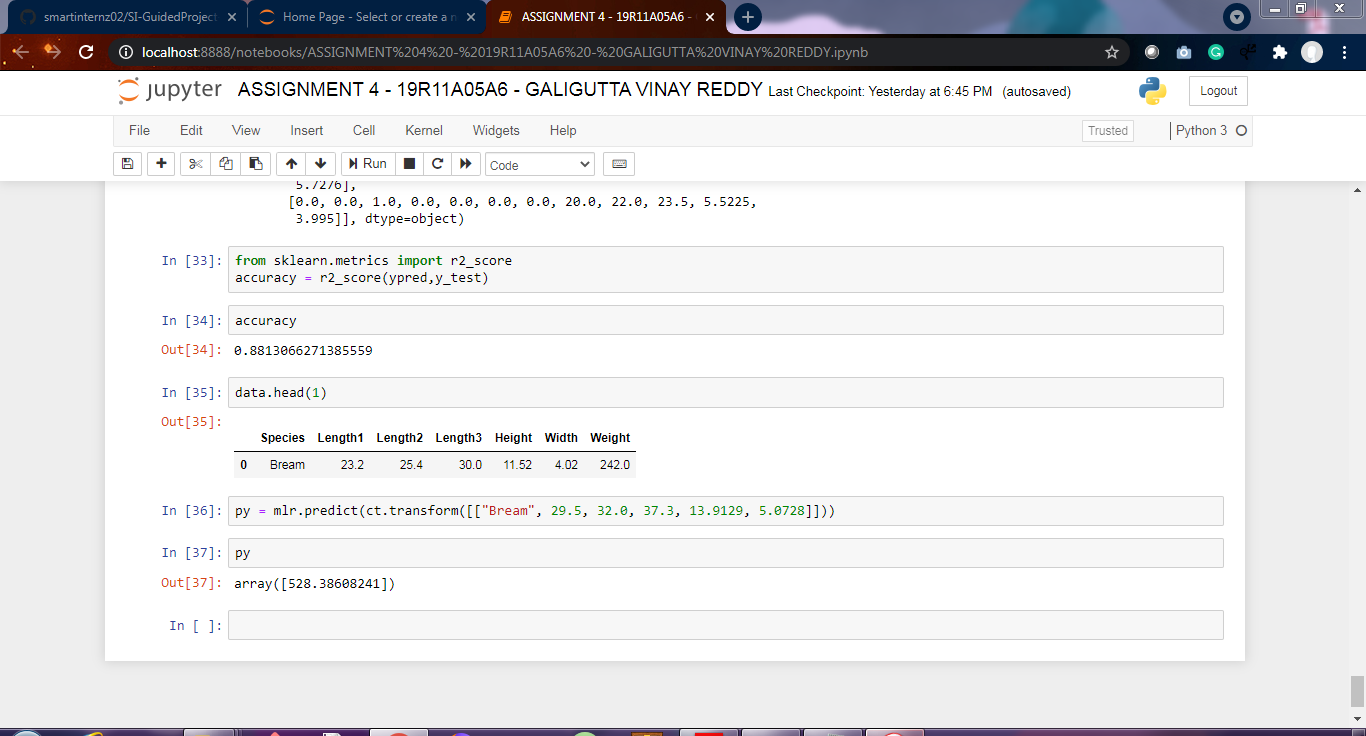 smartinternz02/SI-GuidedProject
Home Page - Select or create a n
ASSIGNMENT 4 - 19R11A05A6 -
localhost:8888/notebooks/ASSIGNMENT%204%20-%2019R11A05A6%20-%20GALIGUTTA%20VINAY%20REDDY.ipynb
jupyter ASSIGNMENT 4 - 19R11A05A6 - GALIGUTTA VINAY REDDY Last Checkpoint: Yesterday at 6:45 PM (autosaved)
Logout
File Edit View Insert Cell Kernel Widgets Help
Trusted
Python 3
Run
Code
5.7276],
[0.0, 0.0, 1.0, 0.0, 0.0, 0.0, 0.0, 20.0, 22.0, 23.5, 5.5225,
3.995]], dtype=object)
In [33]: from sklearn.metrics import r2_score
accuracy = r2_score(ypred,y_test)
In [34]: accuracy
Out[34]: 0.8813066271385559
In [35]: data.head(1)
Out[35]:
Species Length1 Length2 Length3 Height Width Weight
0 Bream 23.2 25.4 30.0 11.52 4.02 242.0
In [36]: py = mlr.predict(ct.transform([["Bream", 29.5, 32.0, 37.3, 13.9129, 5.0728]]))
In [37]: py
Out[37]: array([528.38608241])
In [ ]: